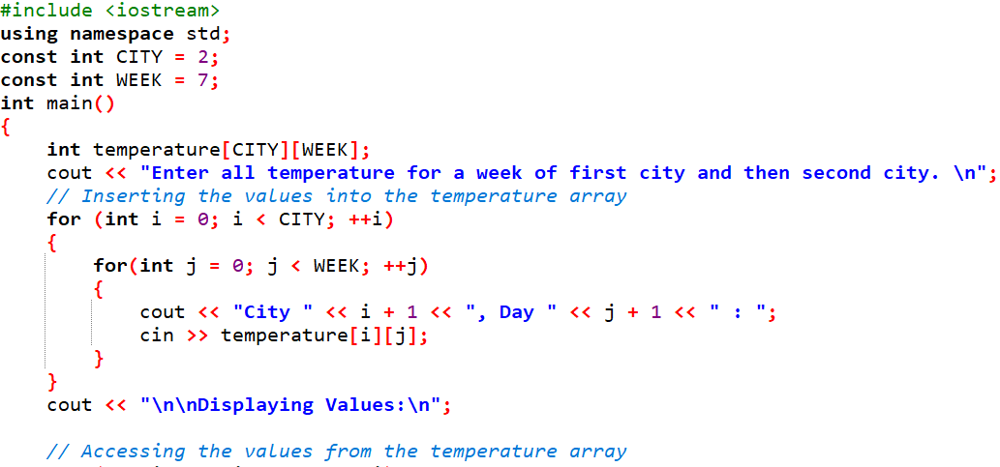 #include <iostream>
using namespace std;
const int CITY = 2;
const int WEEK = 7;
int main()
{
    int temperature[CITY][WEEK];
    cout << "Enter all temperature for a week of first city and then second city. \n";
    // Inserting the values into the temperature array
    for (int i = 0; i < CITY; ++i)
    {
        for(int j = 0; j < WEEK; ++j)
        {
            cout << "City " << i + 1 << ", Day " << j + 1 << " : ";
            cin >> temperature[i][j];
        }
    }
    cout << "\n\nDisplaying Values:\n";

    // Accessing the values from the temperature array